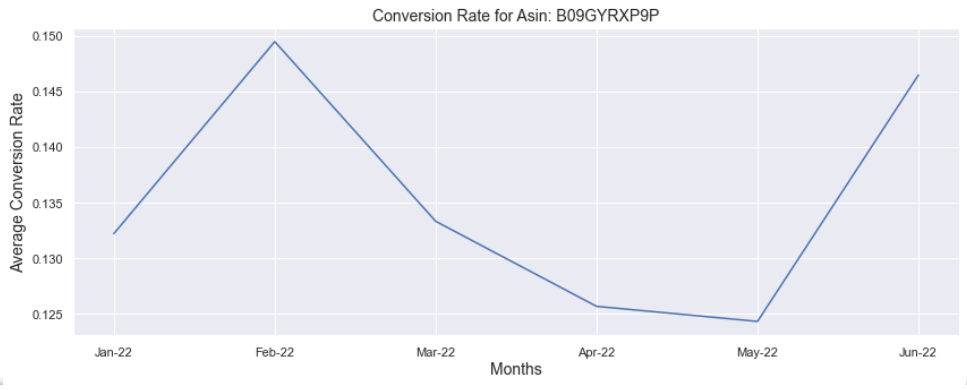 Conversion Rate for Asin: B09GYRXP9P
0.150
0.145
0.140
0.135
0.130
0.125
Average Conversion Rate
Jan-22 Feb-22 Mar-22 Apr-22 May-22 Jun-22
Months